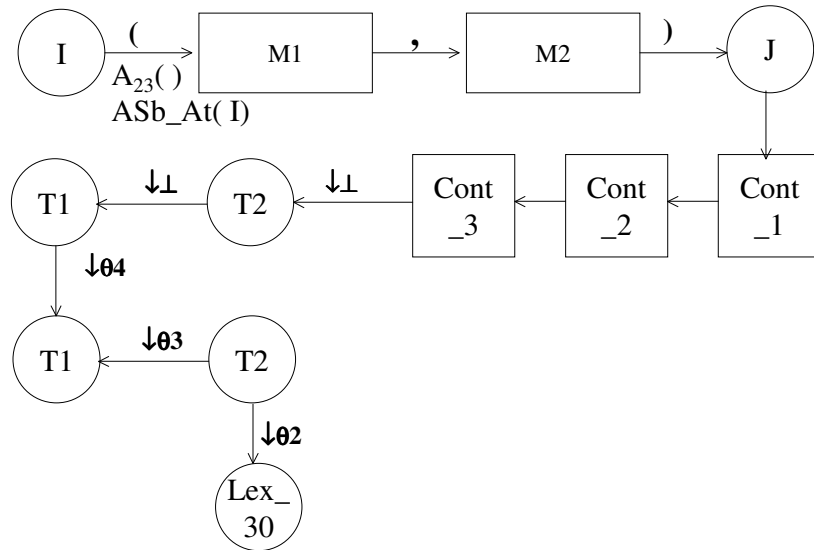 I
(
A23( )
ASb_At( I)
M1
,
M2
)
J
T1
↓⊥
T2
↓⊥
Cont
_3
Cont
_2
Cont
_1
↓θ4
T1
↓θ3
T2
↓θ2
Lex_
30